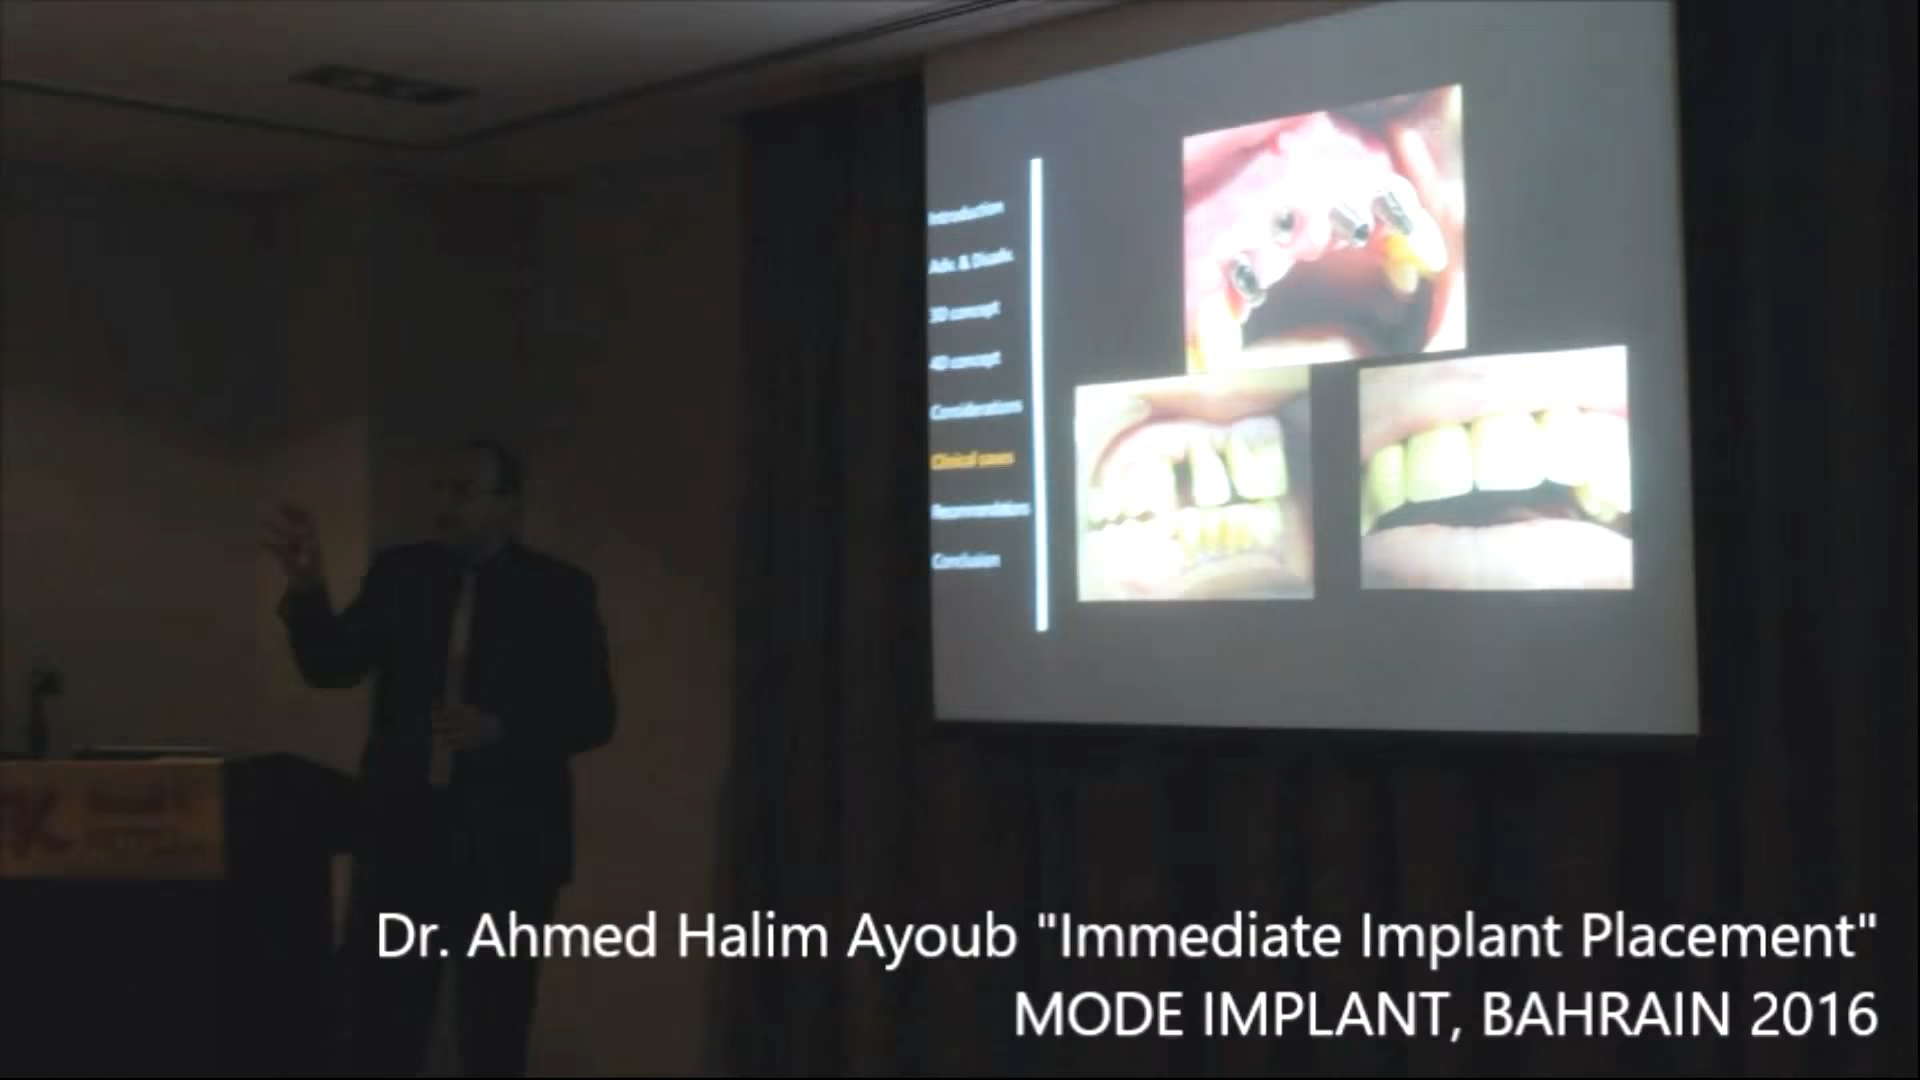 Introduction
Adv. & Disadv.
3D concept
4D concept
Considerations
Clinical cases
Recommendations
Conclusion
Dr. Ahmed Halim Ayoub "Immediate Implant Placement"
MODE IMPLANT, BAHRAIN 2016